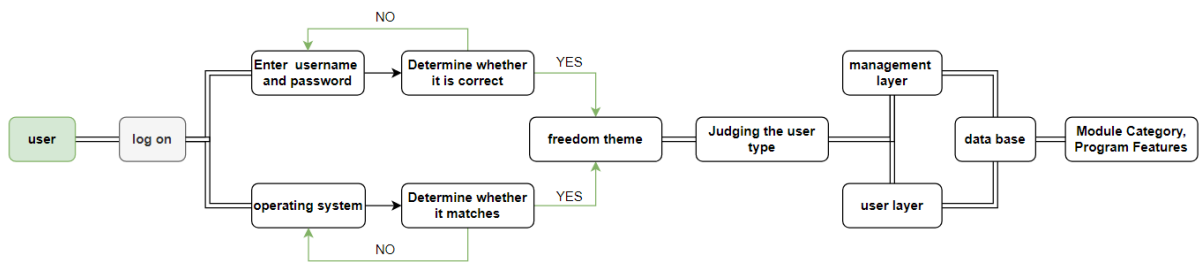 NO
Enter username
and password
Determine whether
it is correct
YES
management
layer
user
log on
freedom theme
Judging the user
type
data base
Module Category,
Program Features
operating system
Determine whether
it matches
YES
user layer
NO